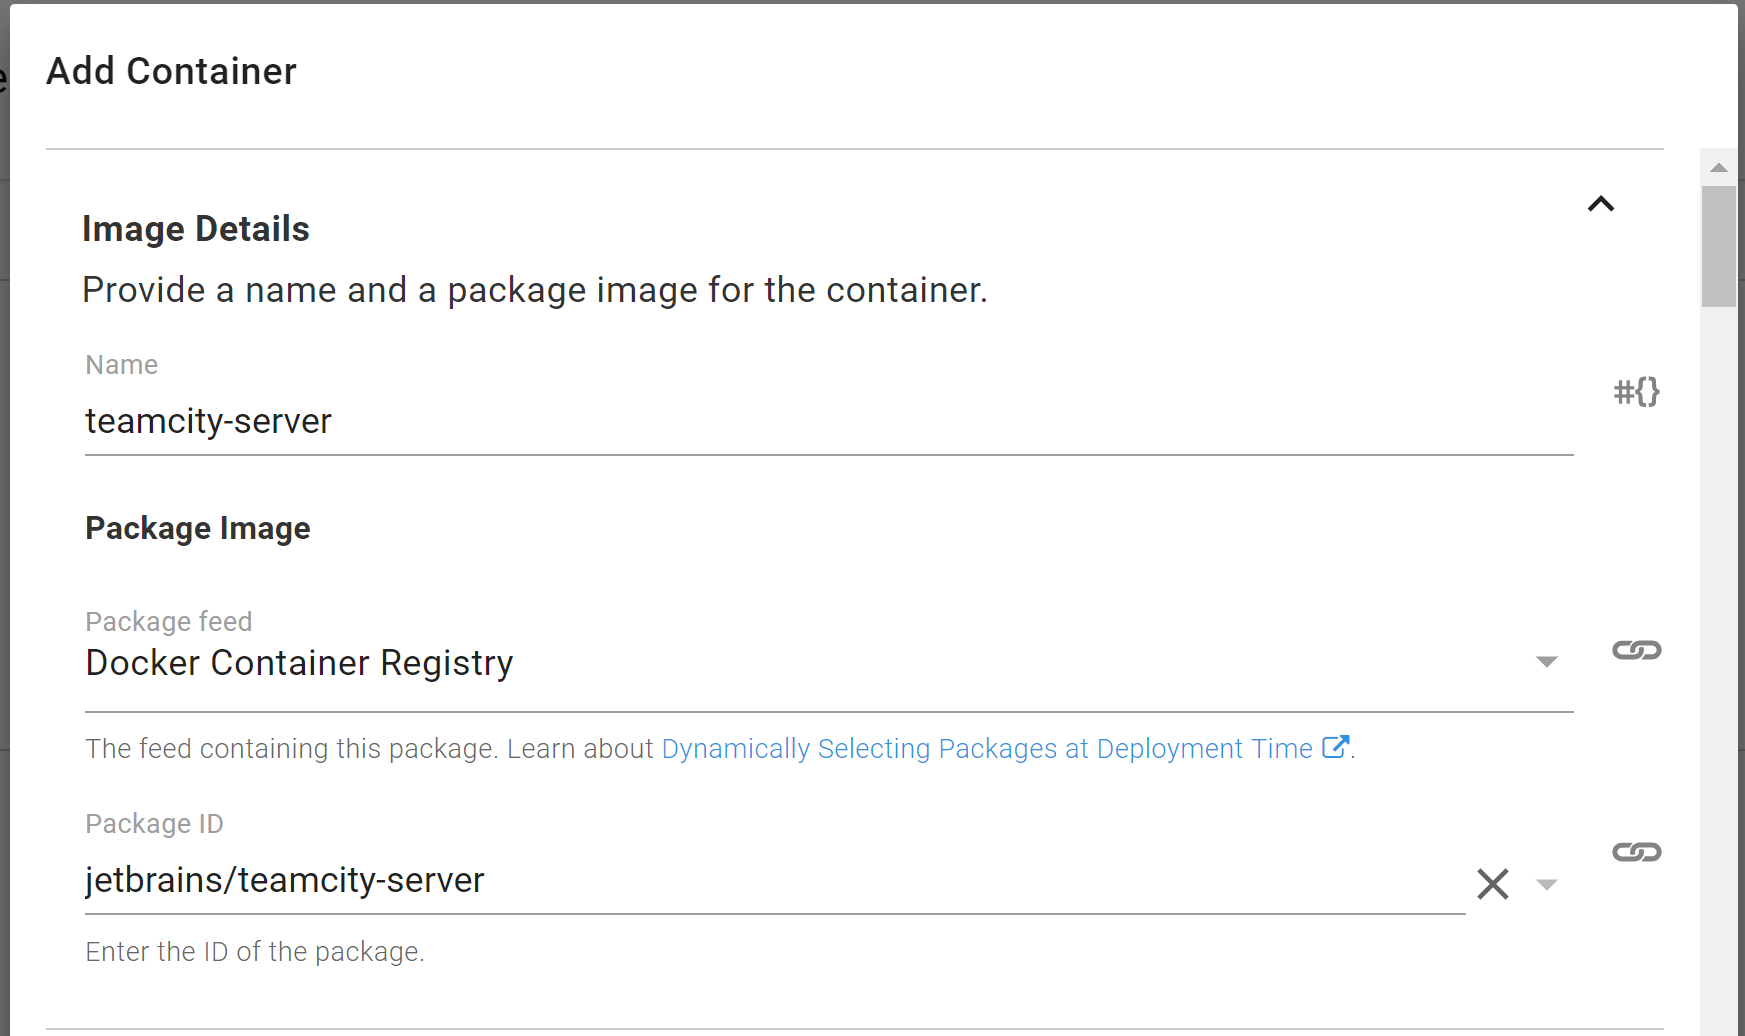 Add Container
Image Details
Provide a name and a package image for the container.
Name
#{}
teamcity-server
Package Image
Package feed
Docker Container Registry
The feed containing this package. Learn about Dynamically Selecting Packages at Deployment Time.
Package ID
jetbrains/teamcity-server
Enter the ID of the package.